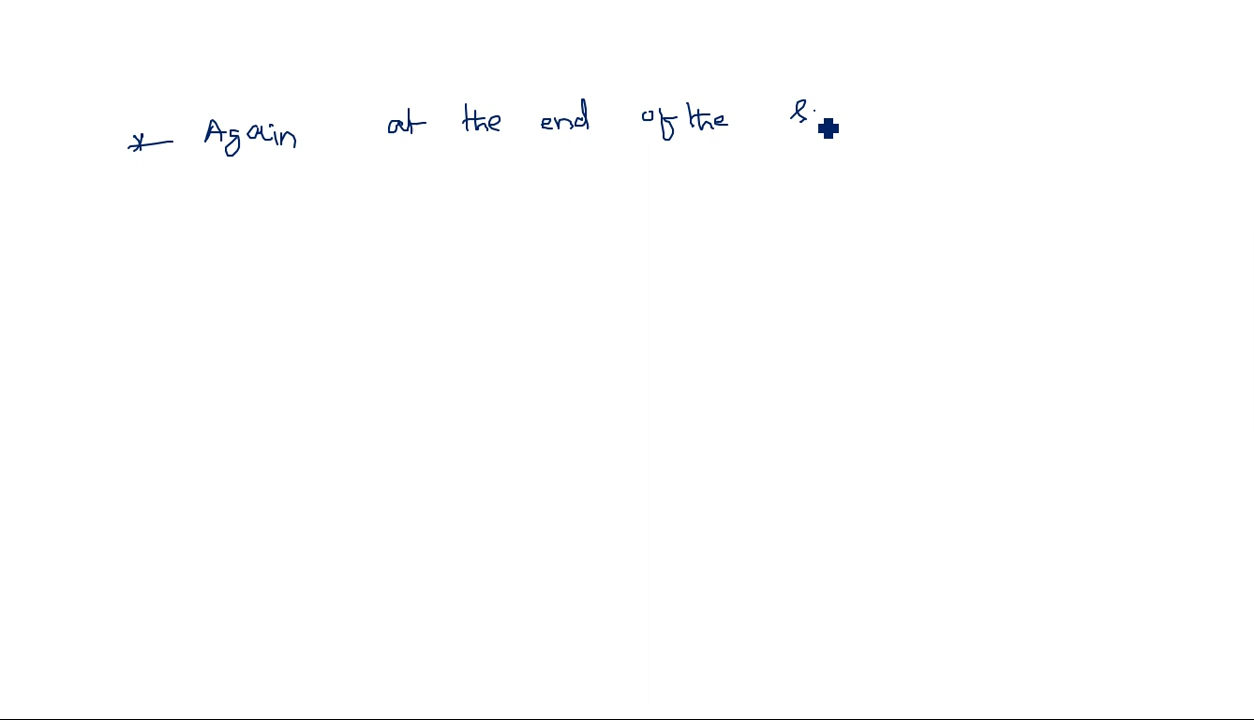 * Again at the end of the